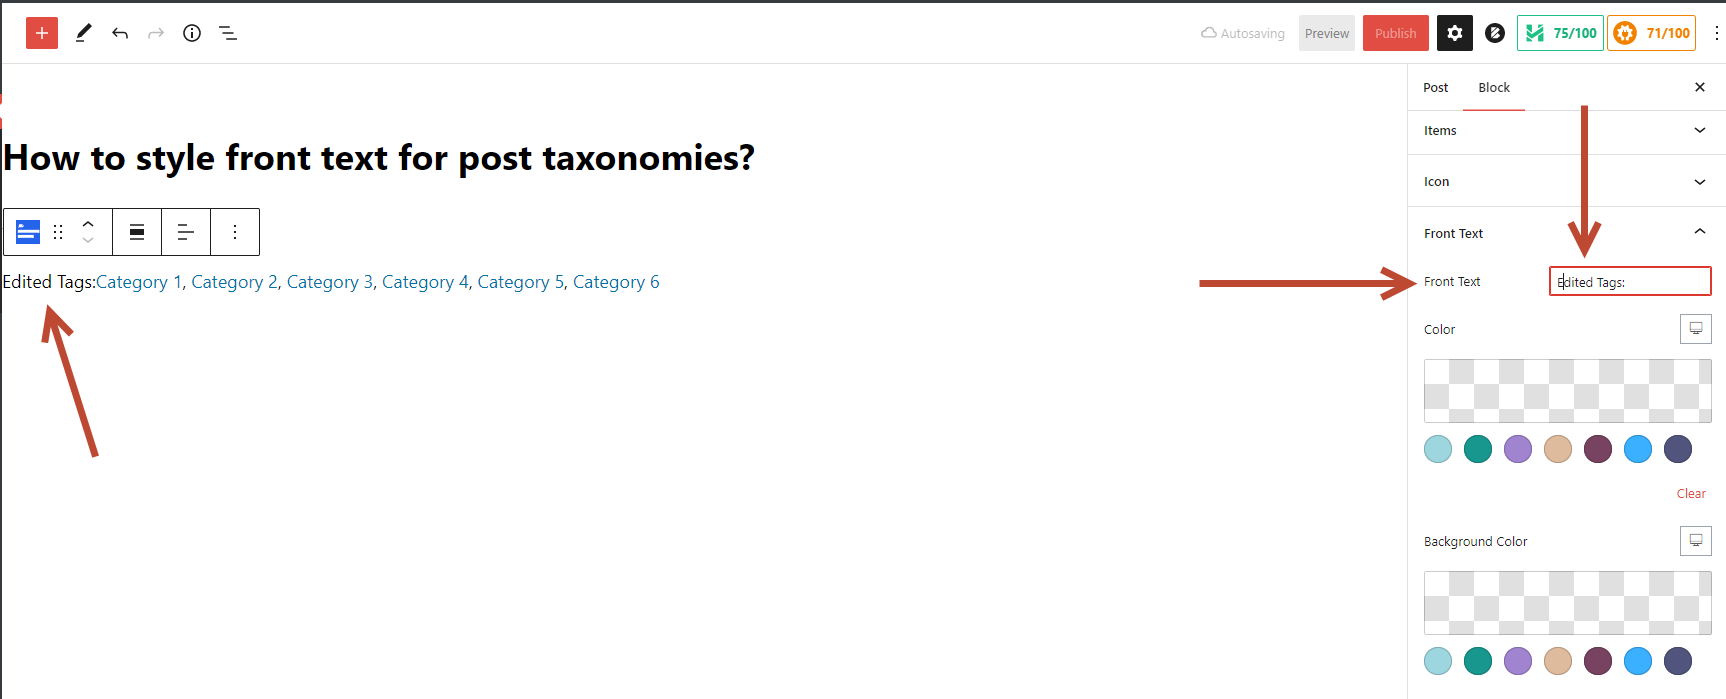 Autosaving Preview Publish 75/100 71/100
Post Block
Items
How to style front text for post taxonomies?
Icon
Front Text
Edited Tags:Category 1, Category 2, Category 3, Category 4, Category 5, Category 6
Front Text Edited Tags:
Color
Clear
Background Color